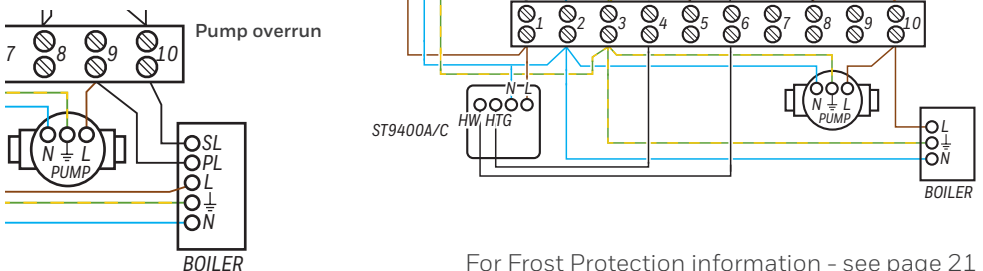 Pump overrun
7 8 9 10
N ⏚ L
PUMP
SL
PL
L
⏚
N
BOILER
1 2 3 4 5 6 7 8 9 10
N L
HW HTG
ST9400A/C
N ⏚ L
PUMP
L
⏚
N
BOILER
For Frost Protection information - see page 21